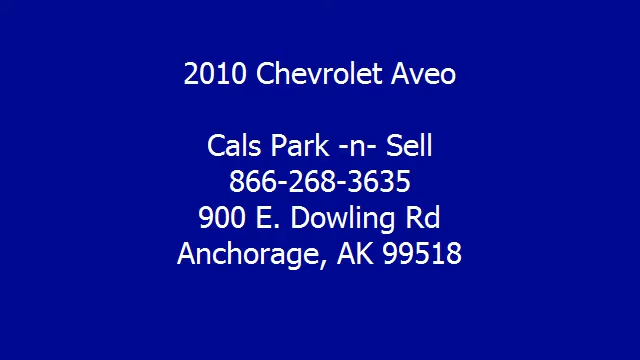 2010 Chevrolet Aveo
Cals Park -n- Sell
866-268-3635
900 E. Dowling Rd
Anchorage, AK 99518